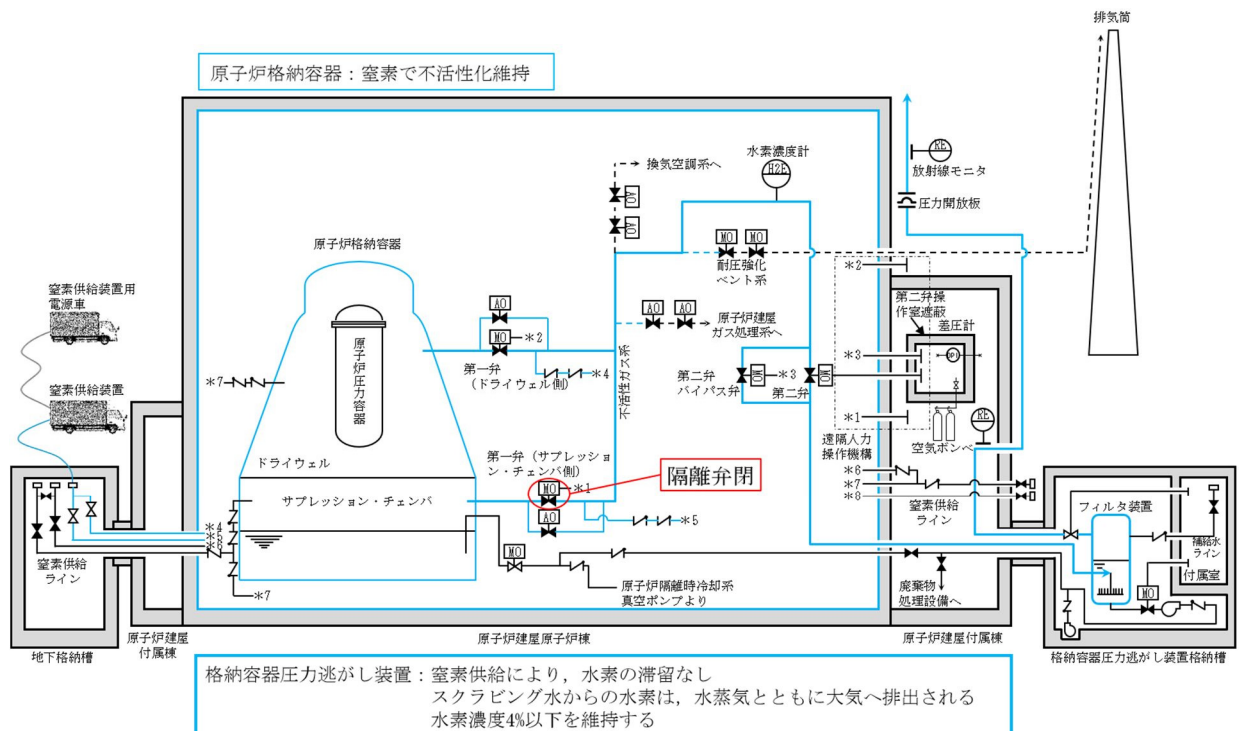 排気筒
原子炉格納容器：窒素で不活性化維持
水素濃度計
H2E
換気空調系へ
AO
AO
RE
放射線モニタ
圧力開放板
原子炉格納容器
MO
MO
耐圧強化
ベント系
＊2
窒素供給装置用
電源車
第二弁操
作室遮蔽
差圧計
AO
MO
＊2
AO
AO
原子炉建屋
ガス処理系へ
DPI
原子炉圧力容器
不活性ガス系
＊3
窒素供給装置
＊7
第一弁
（ドライウェル側）
＊4
第二弁
バイパス弁
MO
＊3
第二弁
MO
＊1
RE
遠隔人力
操作機構
空気ボンベ
ドライウェル
第一弁（サプレッショ
ン・チェンバ側）
隔離弁閉
＊6
＊7
＊8
サプレッション・チェンバ
MO
＊1
AO
＊5
窒素供給
ライン
フィルタ装置
＊4
＊5
＊6
補給水
ライン
窒素供給
ライン
MO
付属室
＊7
原子炉隔離時冷却系
真空ポンプより
廃棄物
処理設備へ
MO
原子炉建屋
付属棟
原子炉建屋原子炉棟
原子炉建屋付属棟
地下格納槽
格納容器圧力逃がし装置格納槽
格納容器圧力逃がし装置：窒素供給により，水素の滞留なし
スクラビング水からの水素は，水蒸気とともに大気へ排出される
水素濃度4%以下を維持する